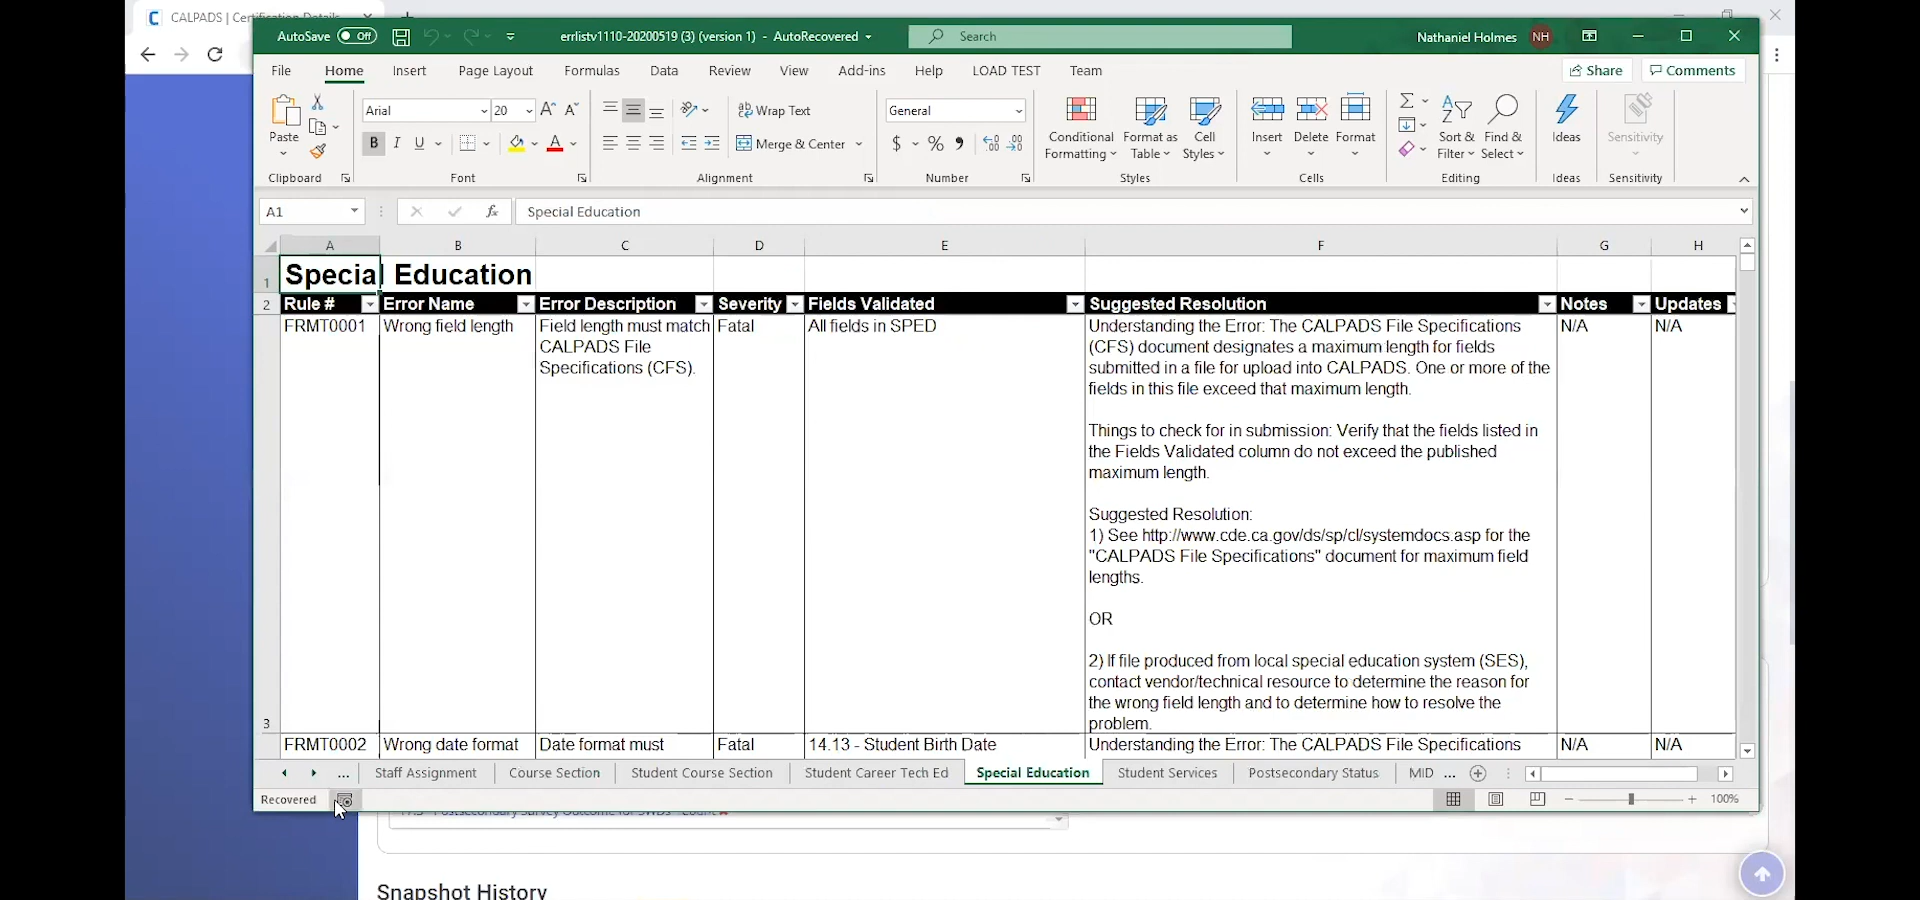 CALPADS | Certification Details
AutoSave Off
errlistv1110-20200519 (3) (version 1) - AutoRecovered
Search
Nathaniel Holmes NH
File Home Insert Page Layout Formulas Data Review View Add-ins Help LOAD TEST Team Share Comments
Paste
Clipboard
Arial 20
B I U
Font
Wrap Text
Merge & Center
Alignment
General
$ % 9
Number
Conditional Formatting
Format as Table
Cell Styles
Styles
Insert Delete Format
Cells
Sort & Filter
Find & Select
Editing
Ideas
Ideas
Sensitivity
Sensitivity
A1 fx Special Education
A B C D E F G H
1 Special Education
2 Rule # Error Name Error Description Severity Fields Validated Suggested Resolution Notes Updates
FRMT0001 Wrong field length Field length must match Fatal All fields in SPED Understanding the Error: The CALPADS File Specifications N/A N/A
CALPADS File (CFS) document designates a maximum length for fields
Specifications (CFS). submitted in a file for upload into CALPADS. One or more of the
fields in this file exceed that maximum length.
Things to check for in submission: Verify that the fields listed in
the Fields Validated column do not exceed the published
maximum length.
Suggested Resolution:
1) See http://www.cde.ca.gov/ds/sp/cl/systemdocs.asp for the
"CALPADS File Specifications" document for maximum field
lengths.
OR
2) If file produced from local special education system (SES),
contact vendor/technical resource to determine the reason for
the wrong field length and to determine how to resolve the
3 problem.
FRMT0002 Wrong date format Date format must Fatal 14.13 - Student Birth Date Understanding the Error: The CALPADS File Specifications N/A N/A
... Staff Assignment Course Section Student Course Section Student Career Tech Ed Special Education Student Services Postsecondary Status MID ...
Recovered 100%
Snapshot History